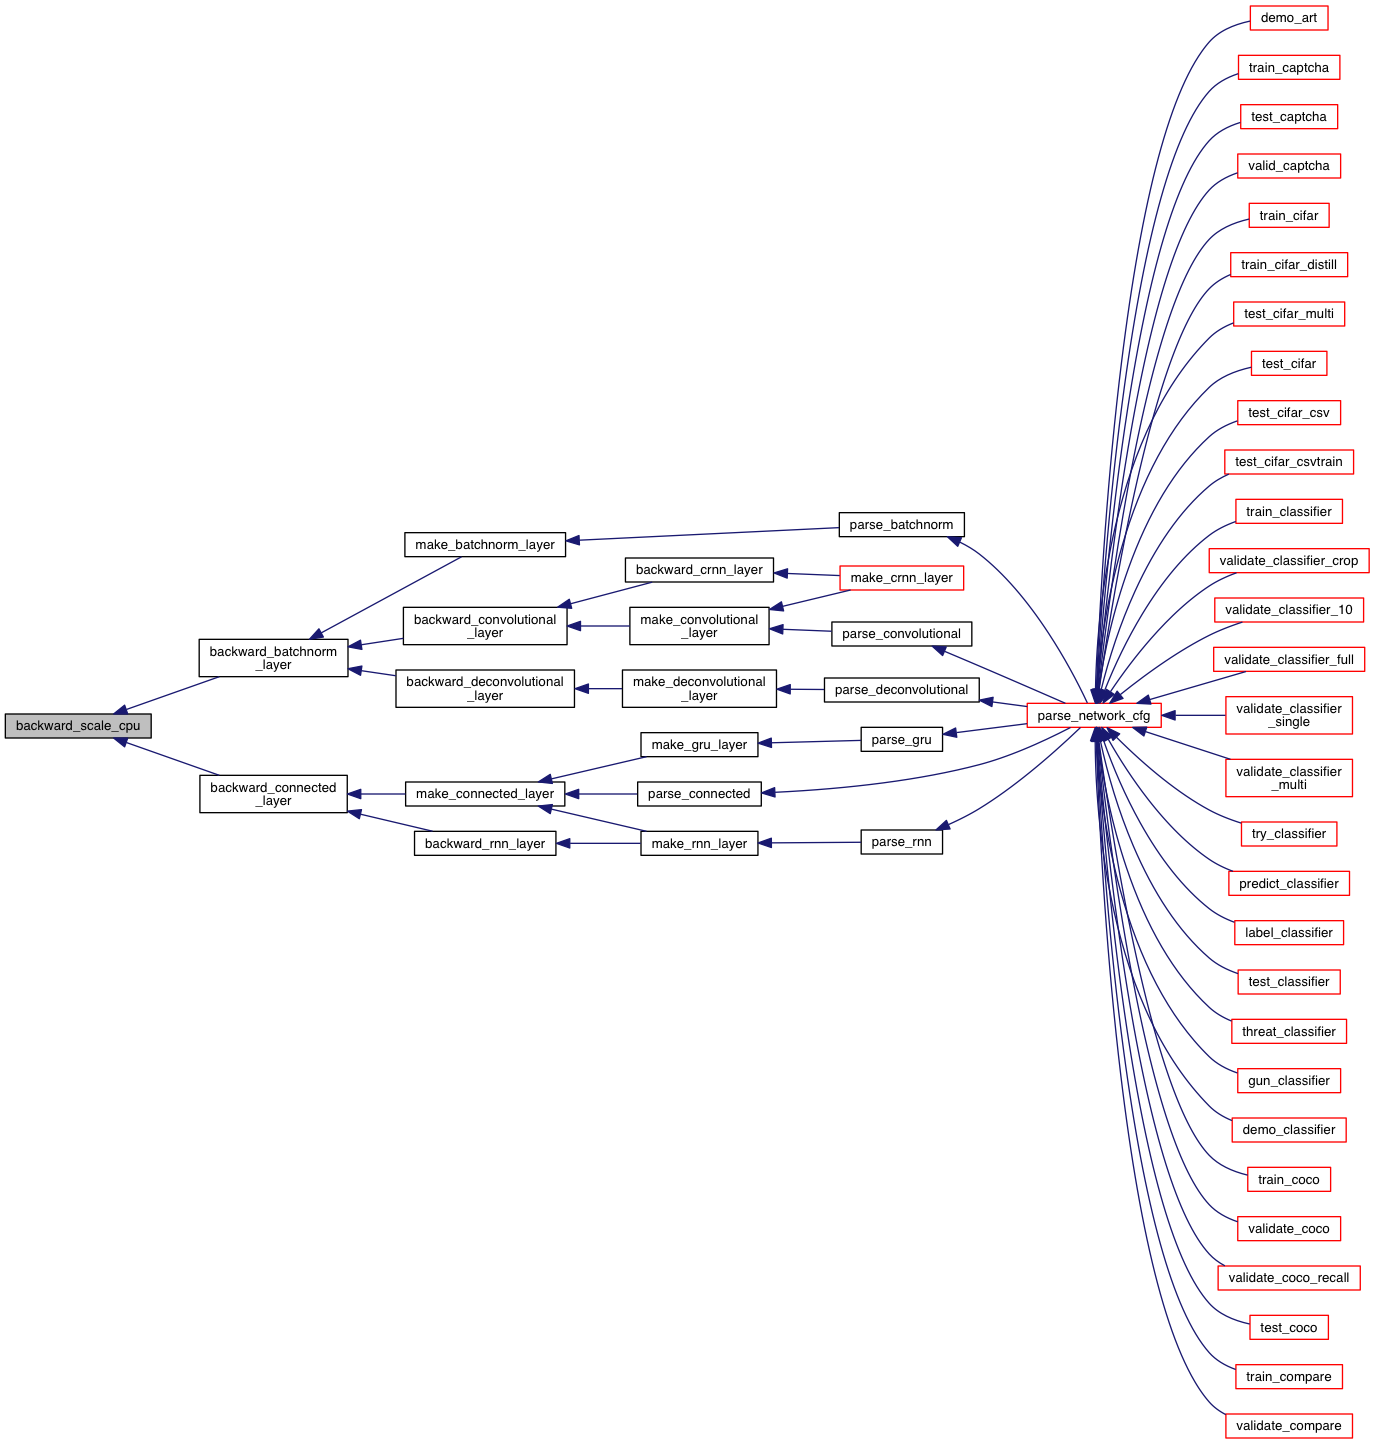 backward_scale_cpu
backward_batchnorm
_layer
backward_connected
_layer
make_batchnorm_layer
backward_convolutional
_layer
backward_deconvolutional
_layer
make_connected_layer
backward_rnn_layer
backward_crnn_layer
make_convolutional
_layer
make_deconvolutional
_layer
make_gru_layer
parse_connected
make_rnn_layer
parse_batchnorm
make_crnn_layer
parse_convolutional
parse_deconvolutional
parse_gru
parse_rnn
parse_network_cfg
demo_art
train_captcha
test_captcha
valid_captcha
train_cifar
train_cifar_distill
test_cifar_multi
test_cifar
test_cifar_csv
test_cifar_csvtrain
train_classifier
validate_classifier_crop
validate_classifier_10
validate_classifier_full
validate_classifier
_single
validate_classifier
_multi
try_classifier
predict_classifier
label_classifier
test_classifier
threat_classifier
gun_classifier
demo_classifier
train_coco
validate_coco
validate_coco_recall
test_coco
train_compare
validate_compare